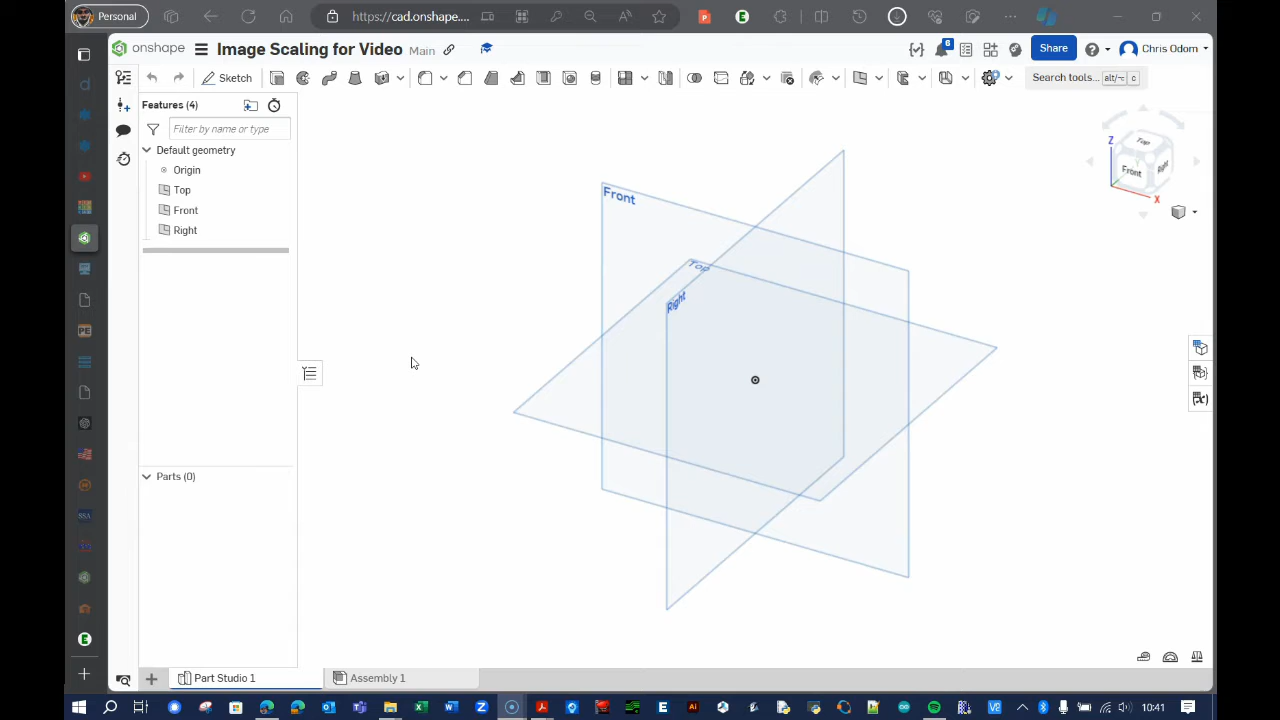 Personal
https://cad.onshape....
onshape
Image Scaling for Video
Main
6
Share
Chris Odom
Sketch
Search tools...
alt/⌥
c
Features (4)
Filter by name or type
Default geometry
Origin
Top
Front
Right
Parts (0)
Front
Top
Right
Z
Top
Front
Right
X
Part Studio 1
Assembly 1
10:41